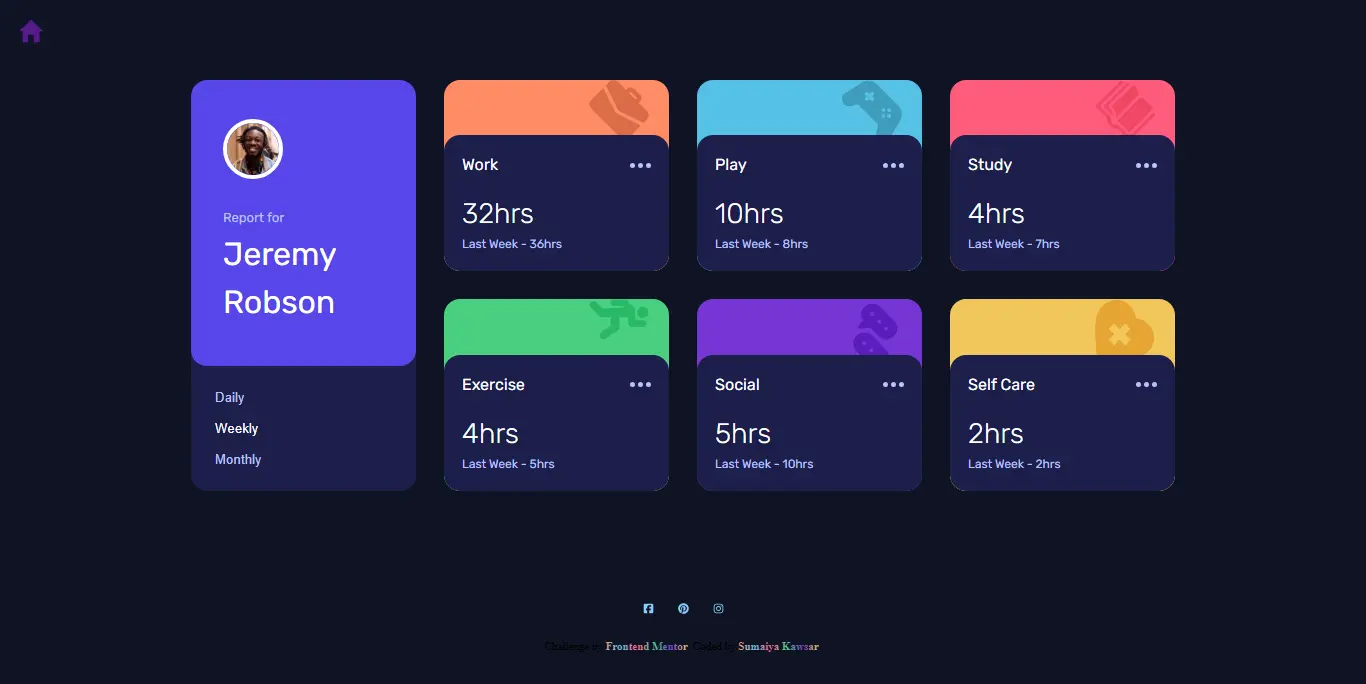 Report for
Jeremy
Robson
Daily
Weekly
Monthly
Work
32hrs
Last Week - 36hrs
Play
10hrs
Last Week - 8hrs
Study
4hrs
Last Week - 7hrs
Exercise
4hrs
Last Week - 5hrs
Social
5hrs
Last Week - 10hrs
Self Care
2hrs
Last Week - 2hrs
Challenge by Frontend Mentor. Coded by Sumaiya Kawsar